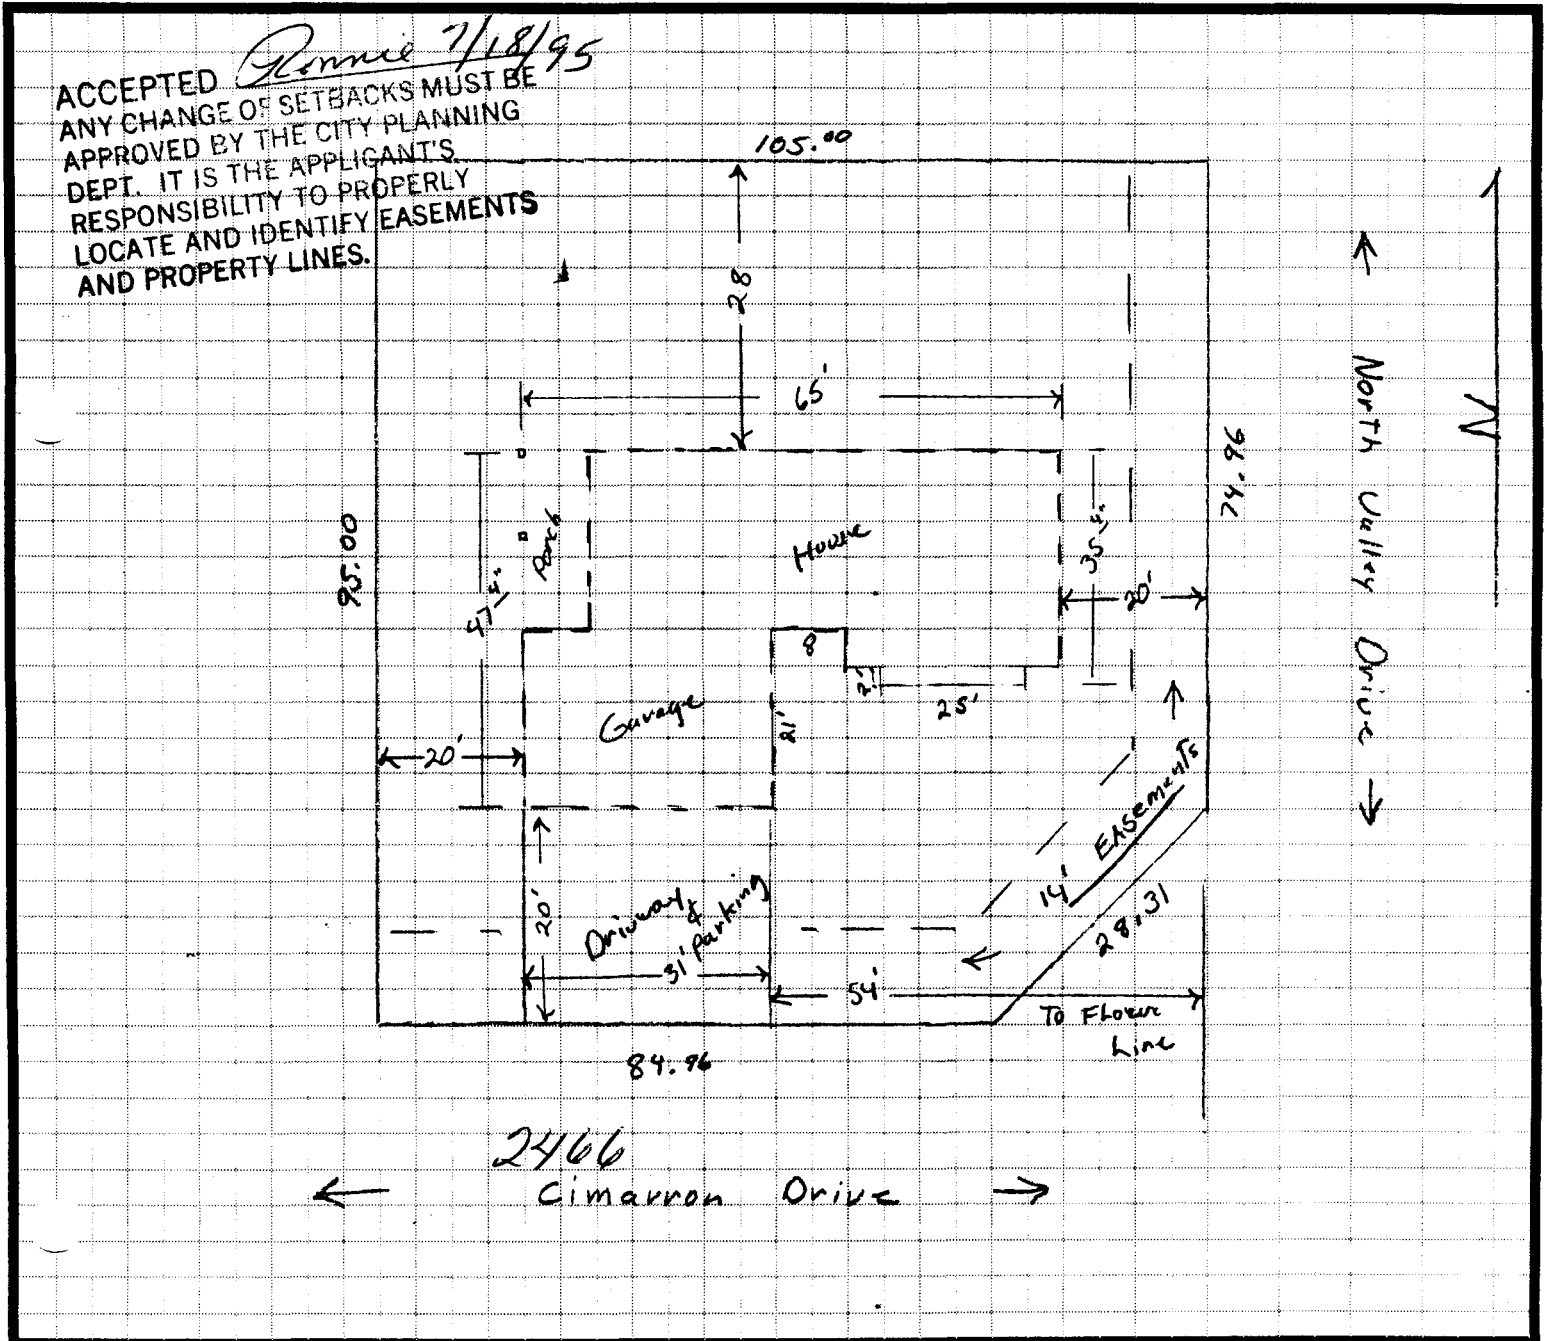 ACCEPTED Ronnie 7/18/95
ANY CHANGE OF SETBACKS MUST BE
APPROVED BY THE CITY PLANNING
DEPT. IT IS THE APPLICANT'S
RESPONSIBILITY TO PROPERLY
LOCATE AND IDENTIFY EASEMENTS
AND PROPERTY LINES.
105.00
28
65'
N
North Valley Drive
74.96
95.00
Porch
House
47'-4"
35'-4"
20'
8
2'
25'
Garage
21'
20'
14' EASements
28.31
20'
Driveway &
Parking
31'
54'
To Flower
Line
84.96
2466
Cimarron Drive